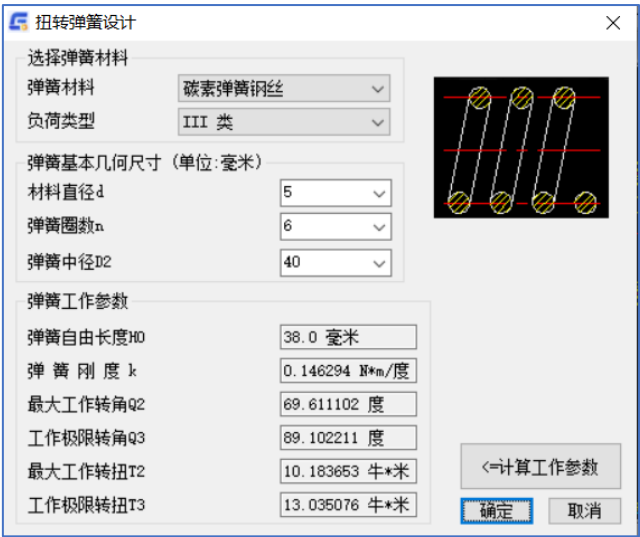 扭转弹簧设计
选择弹簧材料
弹簧材料 碳素弹簧钢丝
负荷类型 III 类
弹簧基本几何尺寸 (单位:毫米)
材料直径d 5
弹簧圈数n 6
弹簧中径D2 40
弹簧工作参数
弹簧自由长度H0 38.0 毫米
弹 簧 刚 度 k 0.146294 N*m/度
最大工作转角Q2 69.611102 度
工作极限转角Q3 89.102211 度
最大工作转扭T2 10.183653 牛*米
工作极限转扭T3 13.035076 牛*米
<=计算工作参数
确定 取消